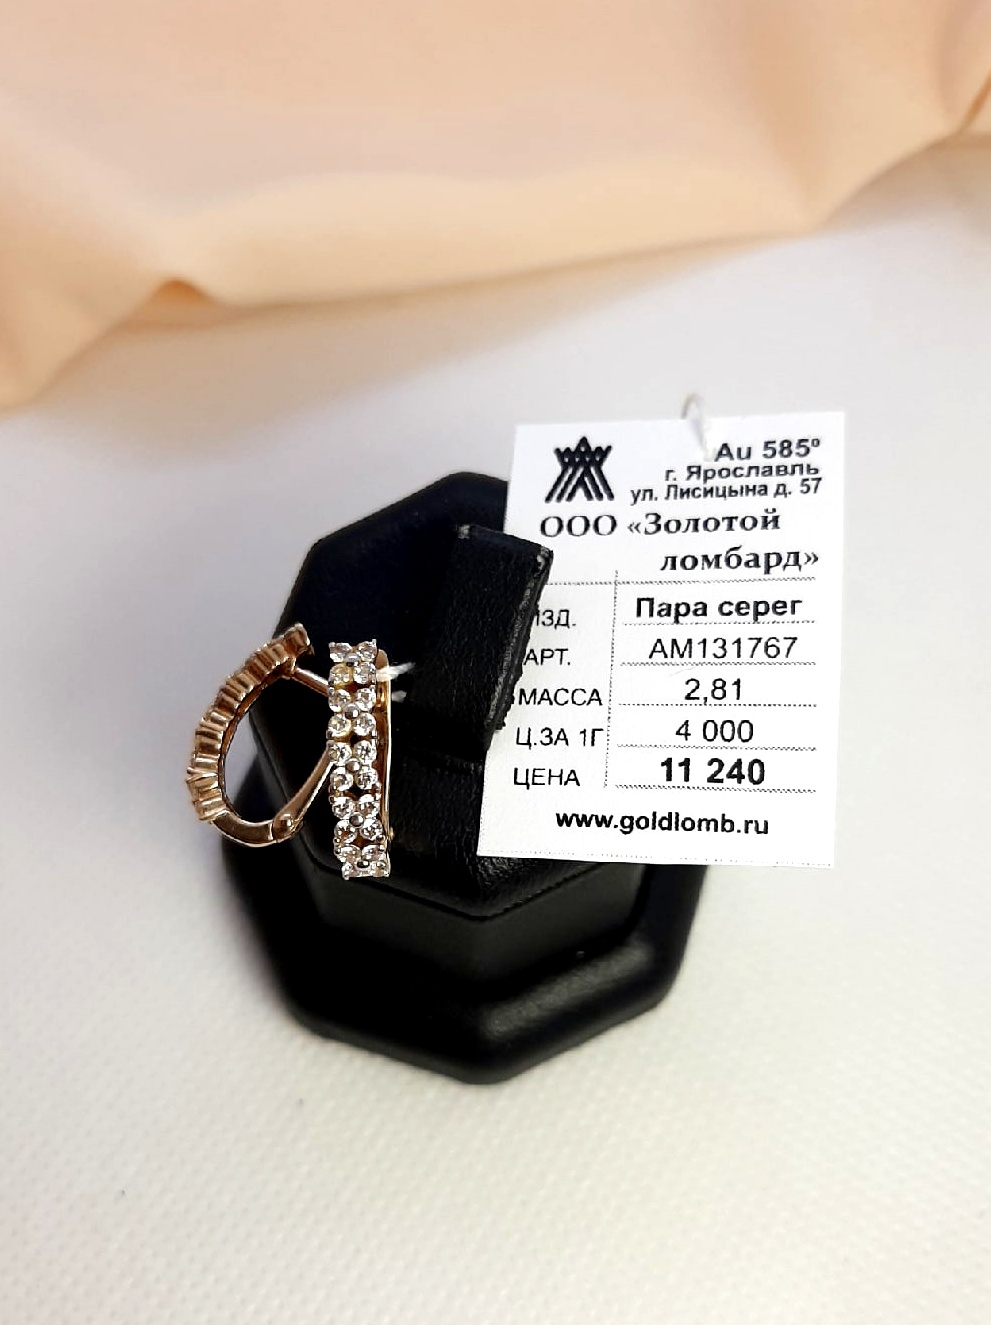 Au 585°
г. Ярославль
ул. Лисицына д. 57
ООО «Золотой
ломбард»
ИЗД. Пара серег
АРТ. АМ131767
МАССА 2,81
Ц.ЗА 1Г 4 000
ЦЕНА 11 240
www.goldlomb.ru